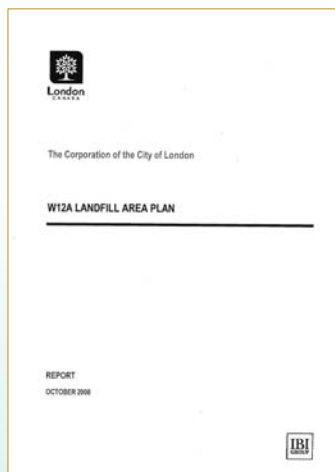 London
CANADA
The Corporation of the City of London
W12A LANDFILL AREA PLAN
REPORT
OCTOBER 2008
IBI
GROUP